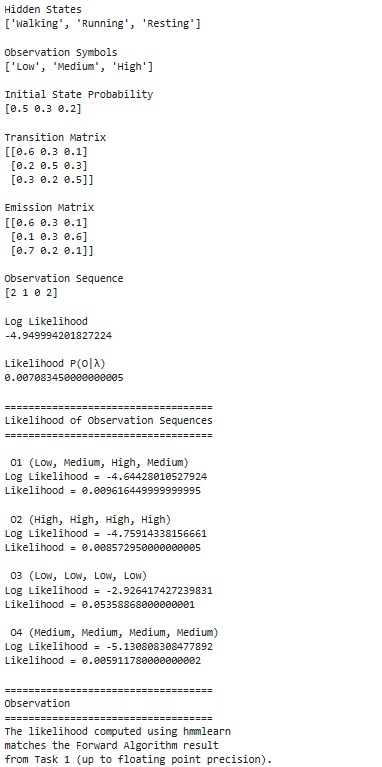 Hidden States
['Walking', 'Running', 'Resting']
Observation Symbols
['Low', 'Medium', 'High']
Initial State Probability
[0.5 0.3 0.2]
Transition Matrix
[[0.6 0.3 0.1]
[0.2 0.5 0.3]
[0.3 0.2 0.5]]
Emission Matrix
[[0.6 0.3 0.1]
[0.1 0.3 0.6]
[0.7 0.2 0.1]]
Observation Sequence
[2 1 0 2]
Log Likelihood
-4.949994201827224
Likelihood P(O|λ)
0.007083450000000005
===================================
Likelihood of Observation Sequences
===================================
O1 (Low, Medium, High, Medium)
Log Likelihood = -4.64428010527924
Likelihood = 0.009616449999999995
O2 (High, High, High, High)
Log Likelihood = -4.75914338156661
Likelihood = 0.008572950000000005
O3 (Low, Low, Low, Low)
Log Likelihood = -2.926417427239831
Likelihood = 0.05358868000000001
O4 (Medium, Medium, Medium, Medium)
Log Likelihood = -5.130808308477892
Likelihood = 0.005911780000000002
===================================
Observation
===================================
The likelihood computed using hmmlearn
matches the Forward Algorithm result
from Task 1 (up to floating point precision).